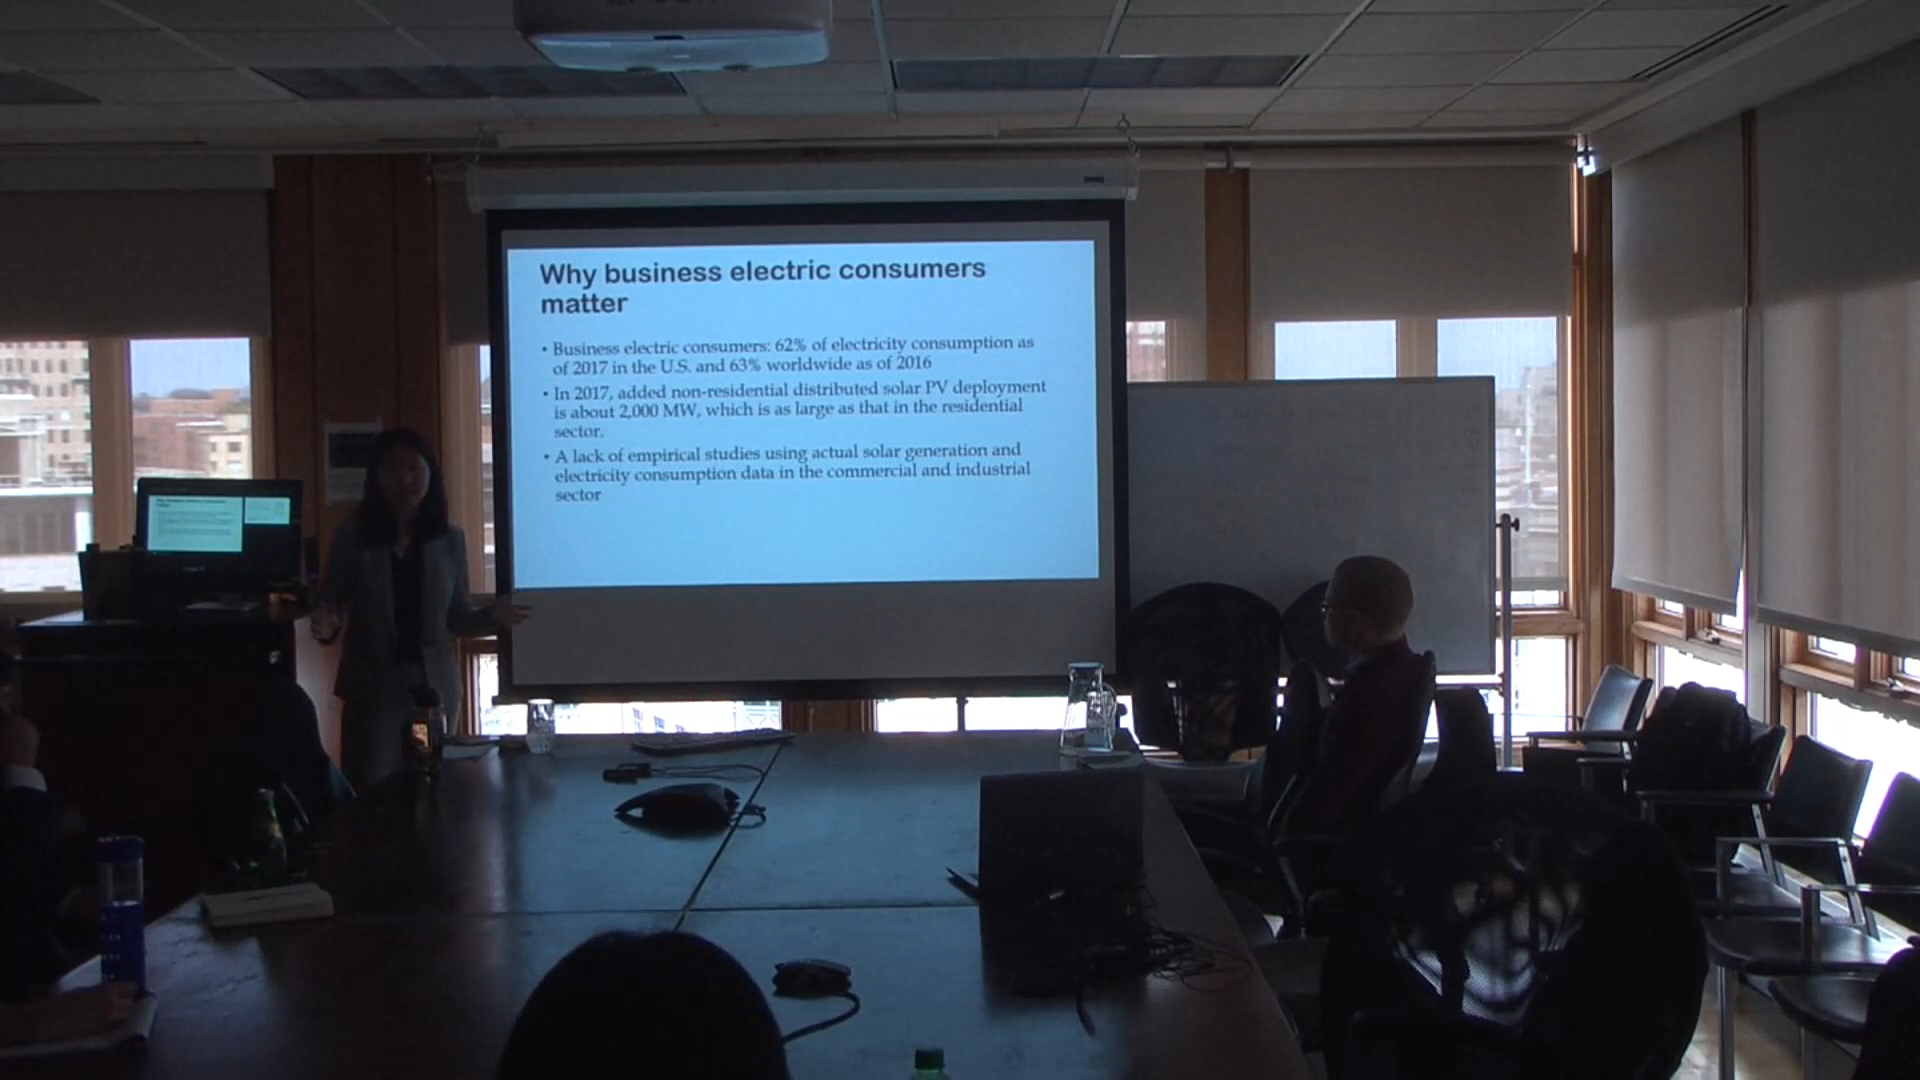 Why business electric consumers
matter
• Business electric consumers: 62% of electricity consumption as
of 2017 in the U.S. and 63% worldwide as of 2016
• In 2017, added non-residential distributed solar PV deployment
is about 2,000 MW, which is as large as that in the residential
sector.
• A lack of empirical studies using actual solar generation and
electricity consumption data in the commercial and industrial
sector